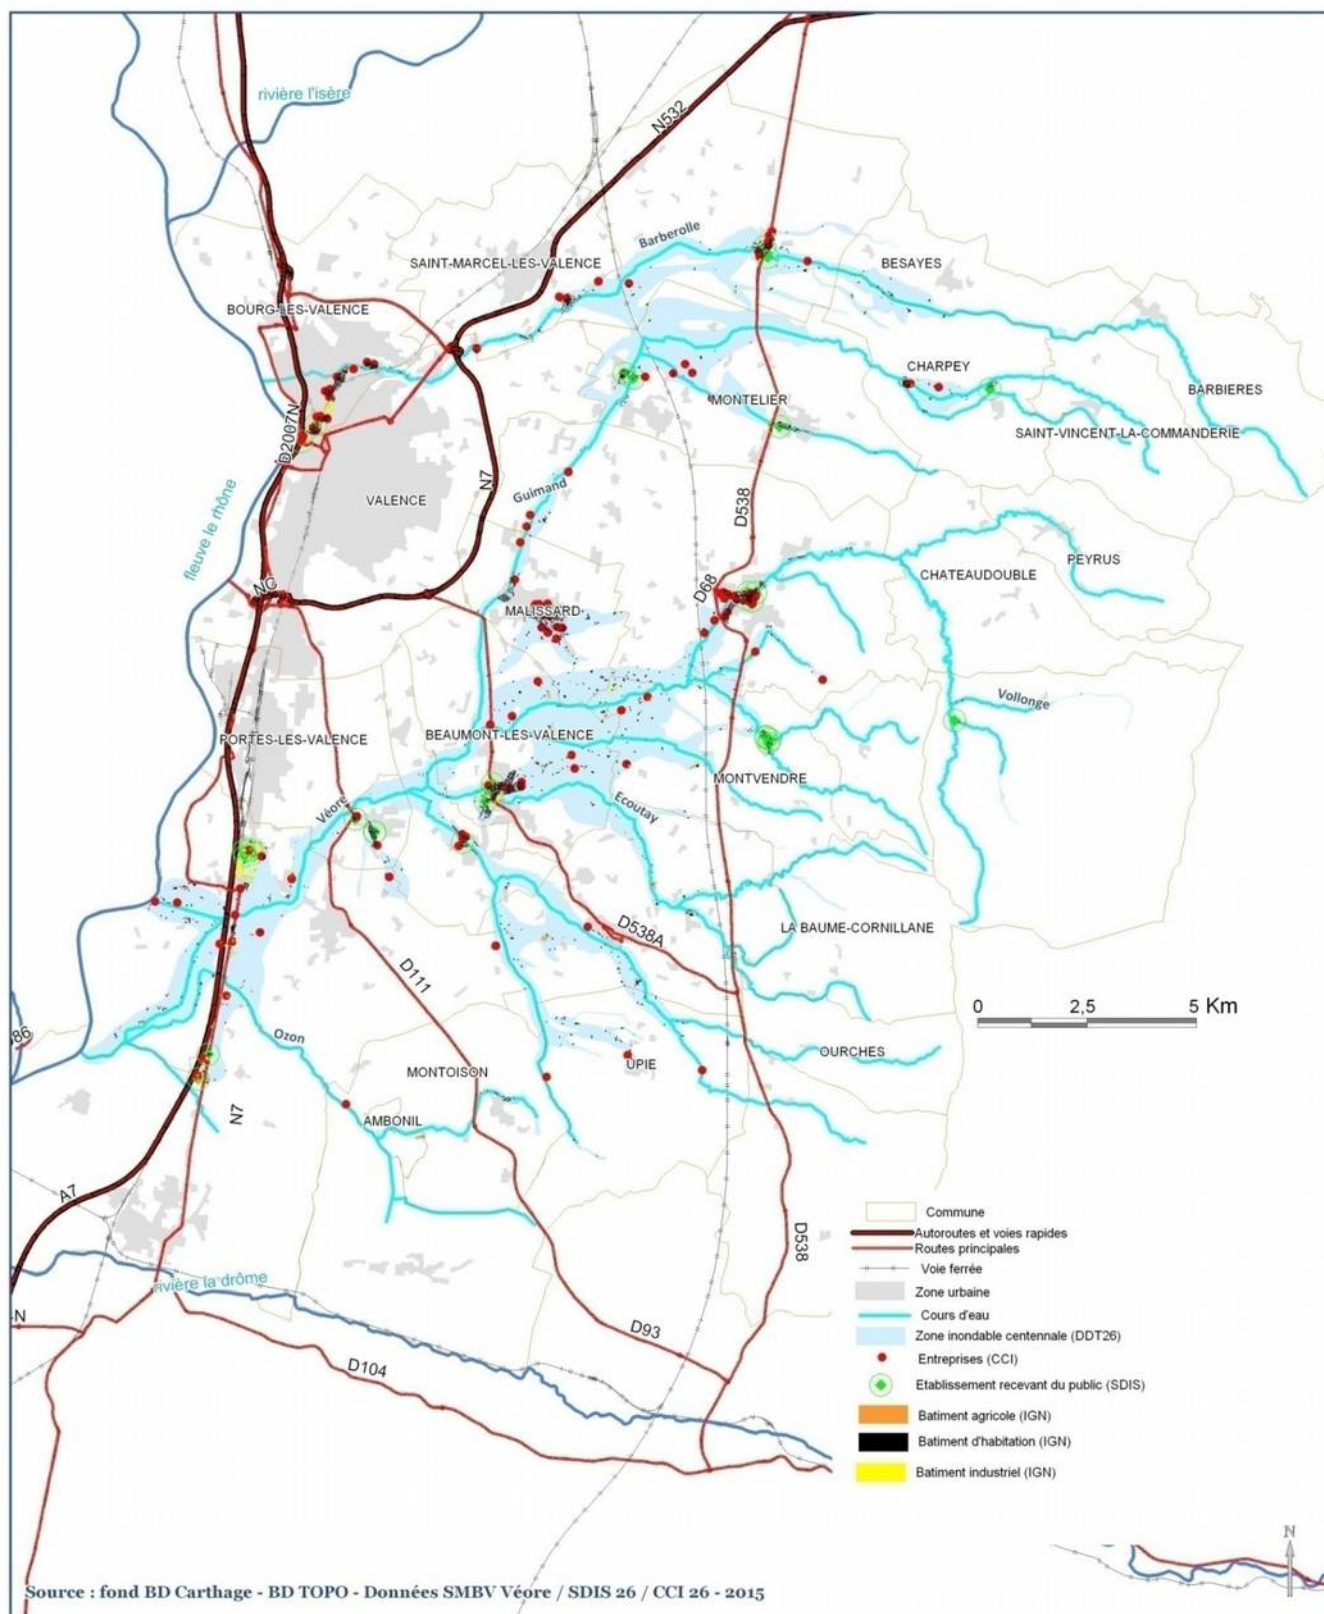 rivière l'isère
N532
Barberolle
SAINT-MARCEL-LES-VALENCE
BESAYES
BOURG-LES-VALENCE
CHARPEY
BARBIERES
MONTELIER
D2007N
SAINT-VINCENT-LA-COMMANDERIE
N7
Guimand
VALENCE
D538
fleuve le rhône
PEYRUS
CHATEAUDOUBLE
NC
D68
MALISSARD
Vollonge
PORTES-LES-VALENCE
BEAUMONT-LES-VALENCE
MONTVENDRE
Véore
Ecoutay
LA BAUME-CORNILLANE
D538A
D111
0 2,5 5 Km
Ozon
86
OURCHES
UPIE
MONTOISON
N7
AMBONIL
A7
Commune
Autoroutes et voies rapides
Routes principales
D538
Voie ferrée
rivière la drôme
Zone urbaine
N
Cours d'eau
D93
Zone inondable centennale (DDT26)
Entreprises (CCI)
D104
Etablissement recevant du public (SDIS)
Batiment agricole (IGN)
Batiment d'habitation (IGN)
Batiment industriel (IGN)
N
Source : fond BD Carthage - BD TOPO - Données SMBV Véore / SDIS 26 / CCI 26 - 2015